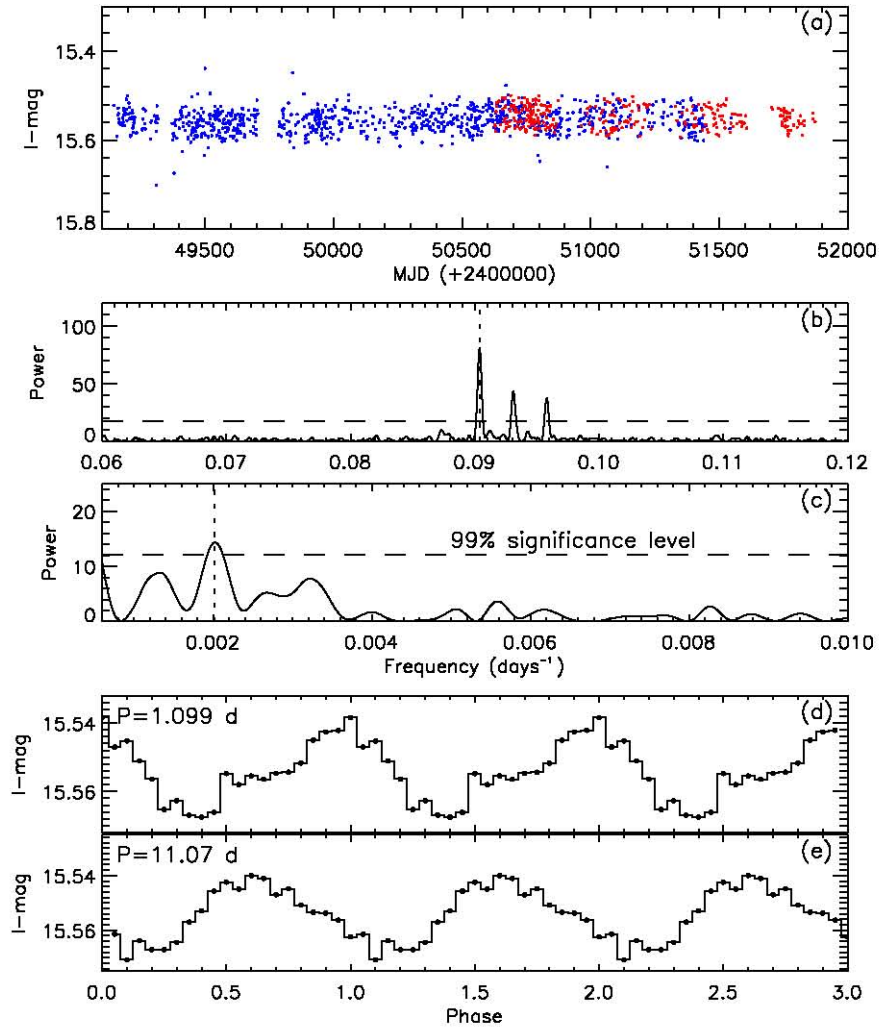 (a)
15.4
15.6
15.8
I-mag
49500 50000 50500 51000 51500 52000
MJD (+2400000)
(b)
100
50
0
Power
0.06 0.07 0.08 0.09 0.10 0.11 0.12
(c)
20
10
0
Power
99% significance level
0.002 0.004 0.006 0.008 0.010
Frequency (days⁻¹)
P=1.099 d (d)
15.54
15.56
I-mag
P=11.07 d (e)
15.54
15.56
I-mag
0.0 0.5 1.0 1.5 2.0 2.5 3.0
Phase